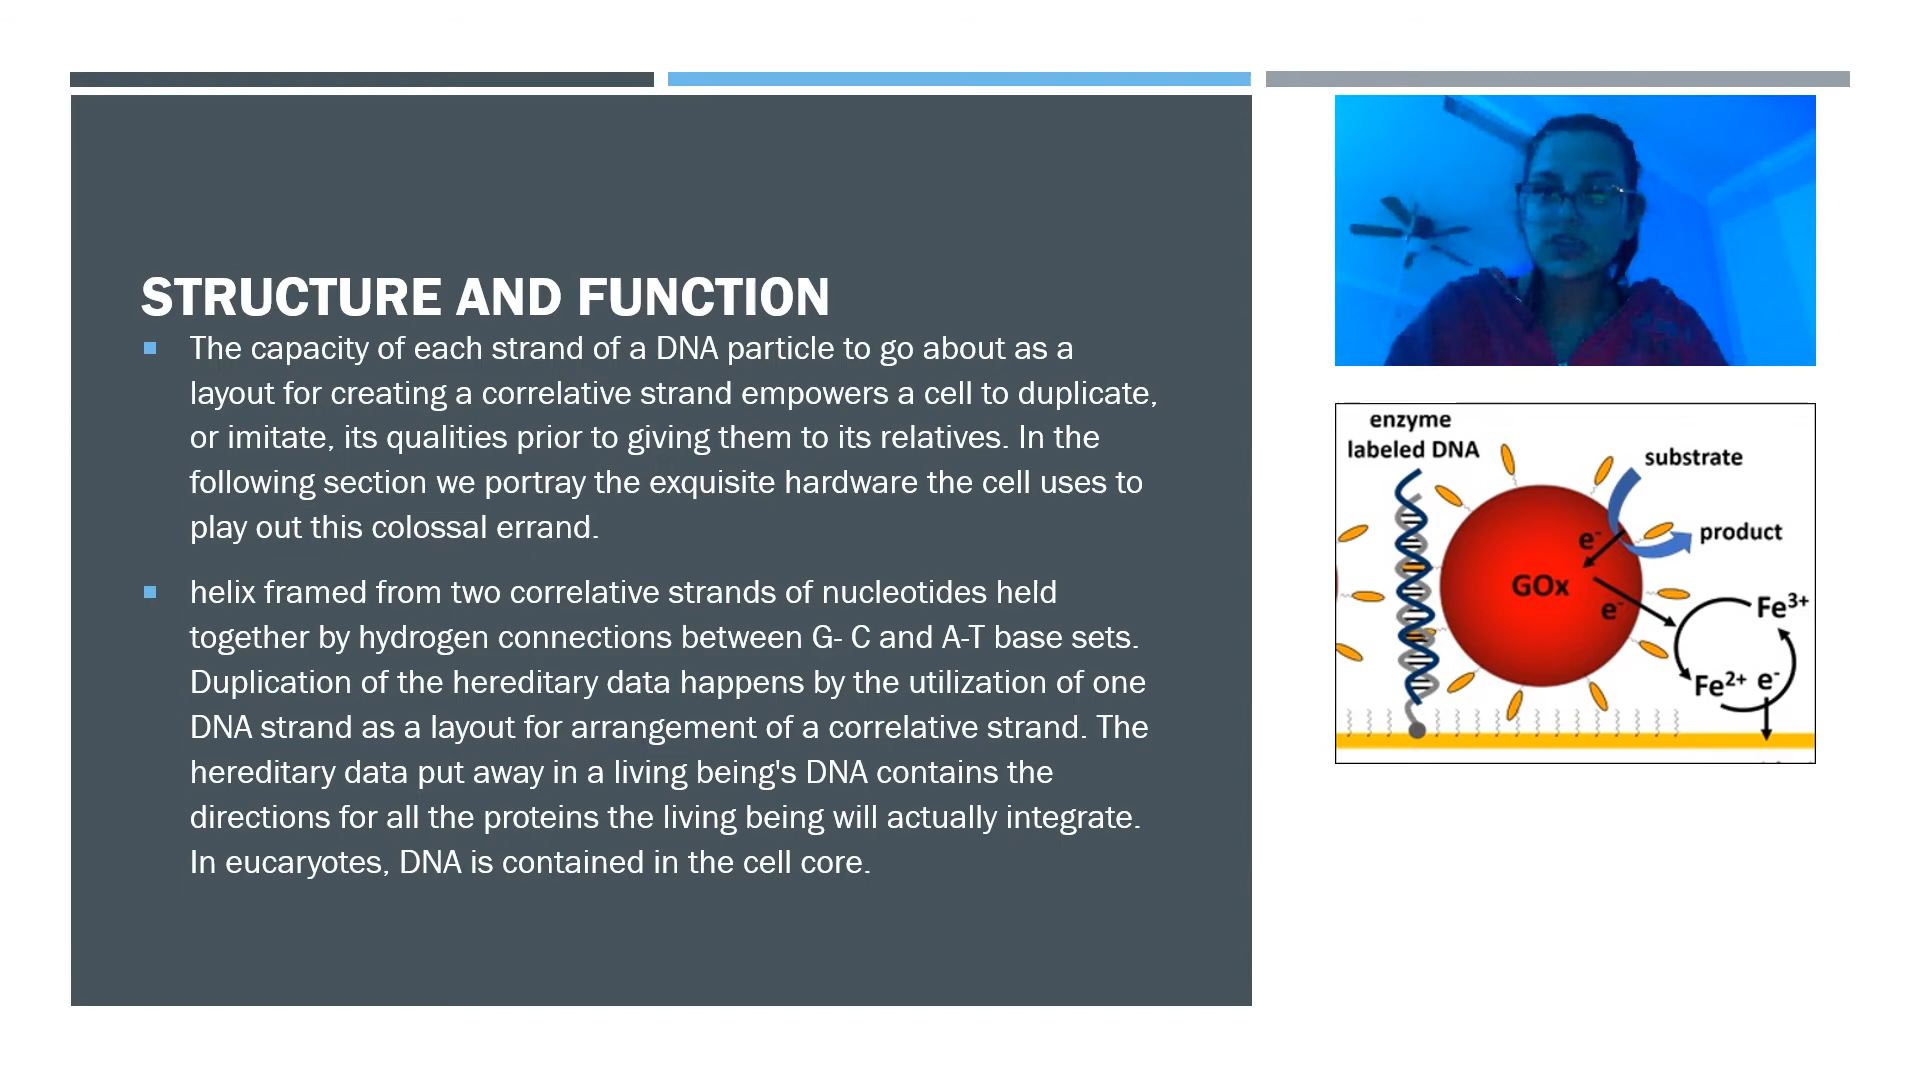 STRUCTURE AND FUNCTION
The capacity of each strand of a DNA particle to go about as a
layout for creating a correlative strand empowers a cell to duplicate,
or imitate, its qualities prior to giving them to its relatives. In the
following section we portray the exquisite hardware the cell uses to
play out this colossal errand.
helix framed from two correlative strands of nucleotides held
together by hydrogen connections between G- C and A-T base sets.
Duplication of the hereditary data happens by the utilization of one
DNA strand as a layout for arrangement of a correlative strand. The
hereditary data put away in a living being's DNA contains the
directions for all the proteins the living being will actually integrate.
In eucaryotes, DNA is contained in the cell core.
enzyme
labeled DNA
substrate
product
e-
GOx
e-
Fe3+
Fe2+ e-